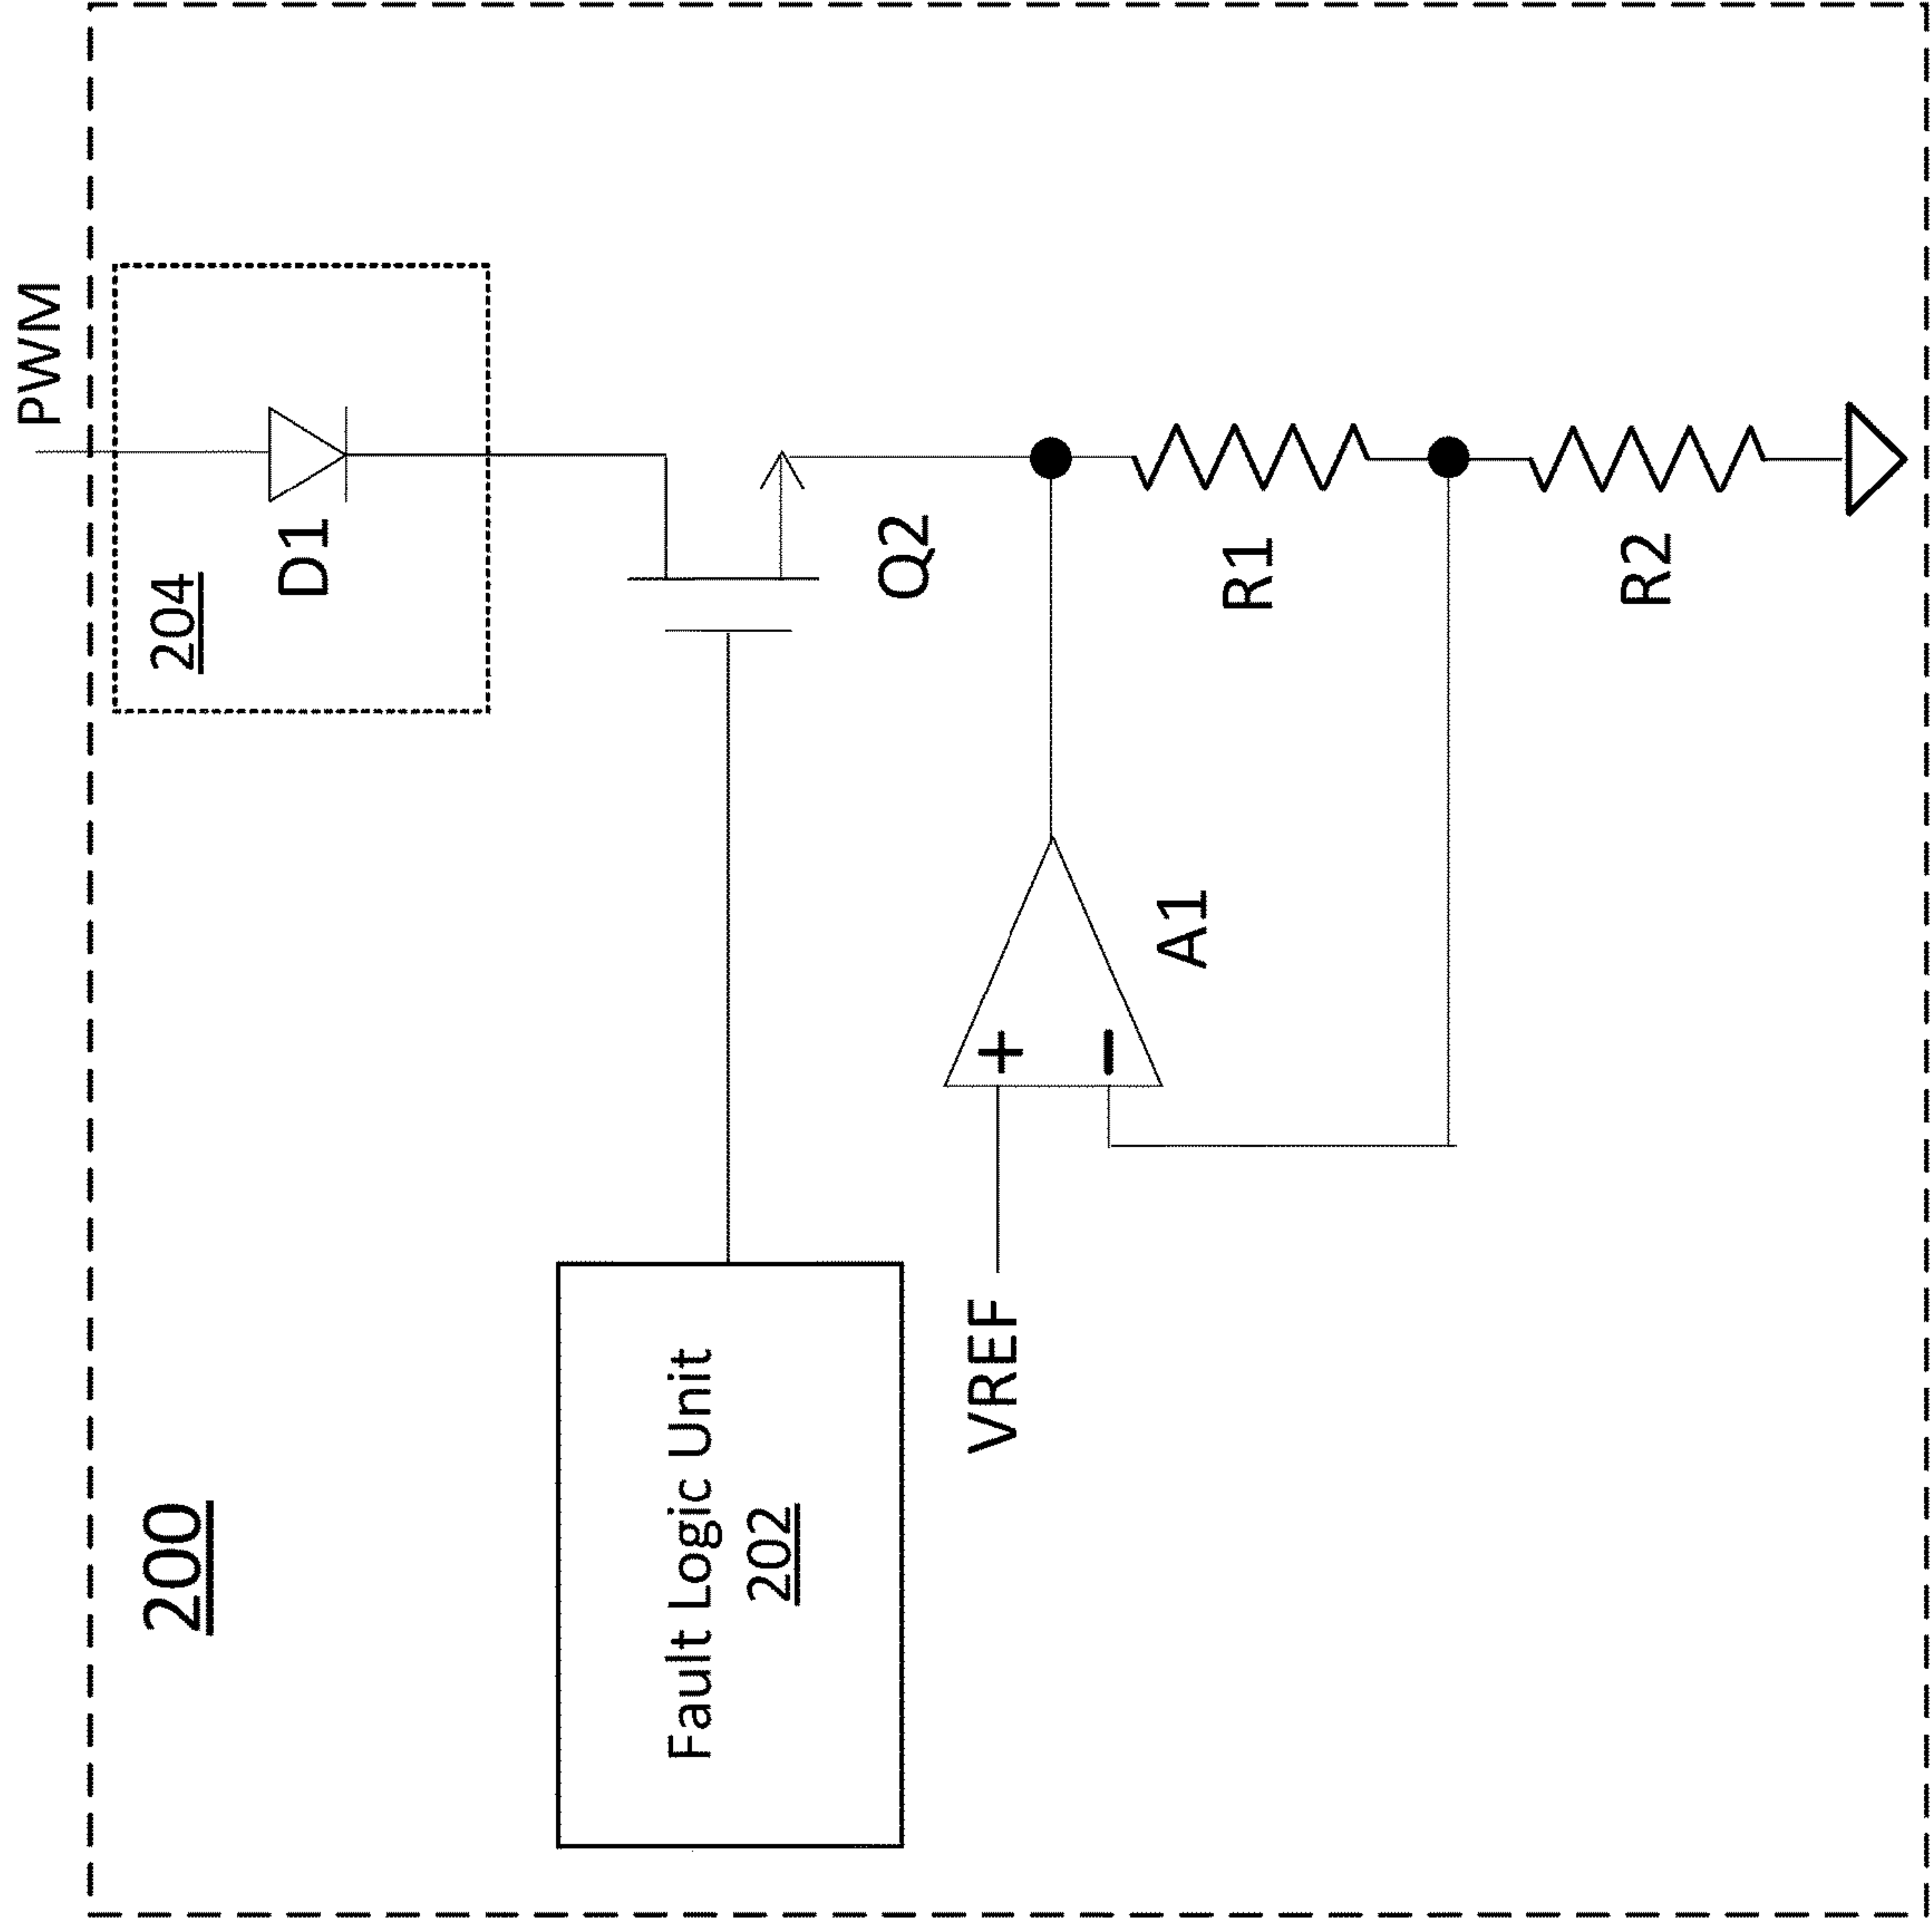 200
PWM
204
D1
Fault Logic Unit
202
Q2
VREF
+
−
A1
R1
R2